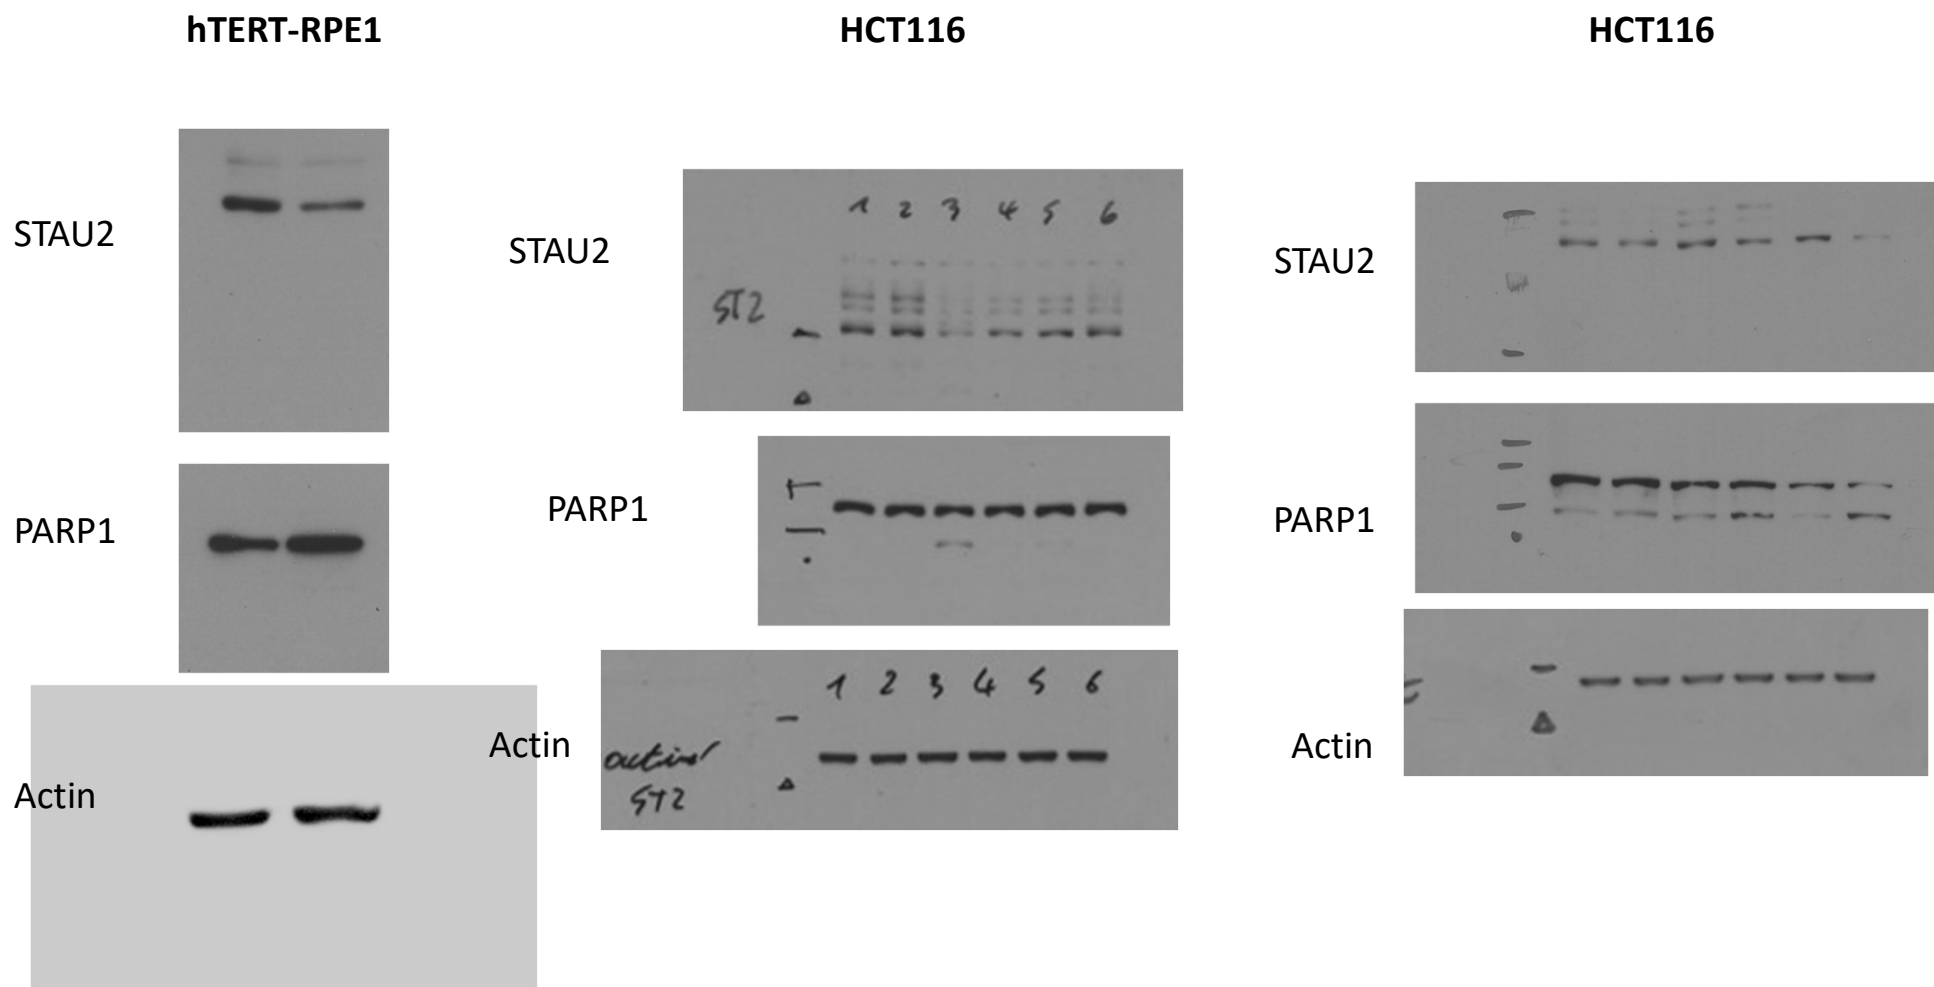 hTERT-RPE1
HCT116
HCT116
STAU2
STAU2
1 2 3 4 5 6
ST2
STAU2
PARP1
PARP1
PARP1
Actin
Actin
1 2 3 4 5 6
actin
ST2
Actin